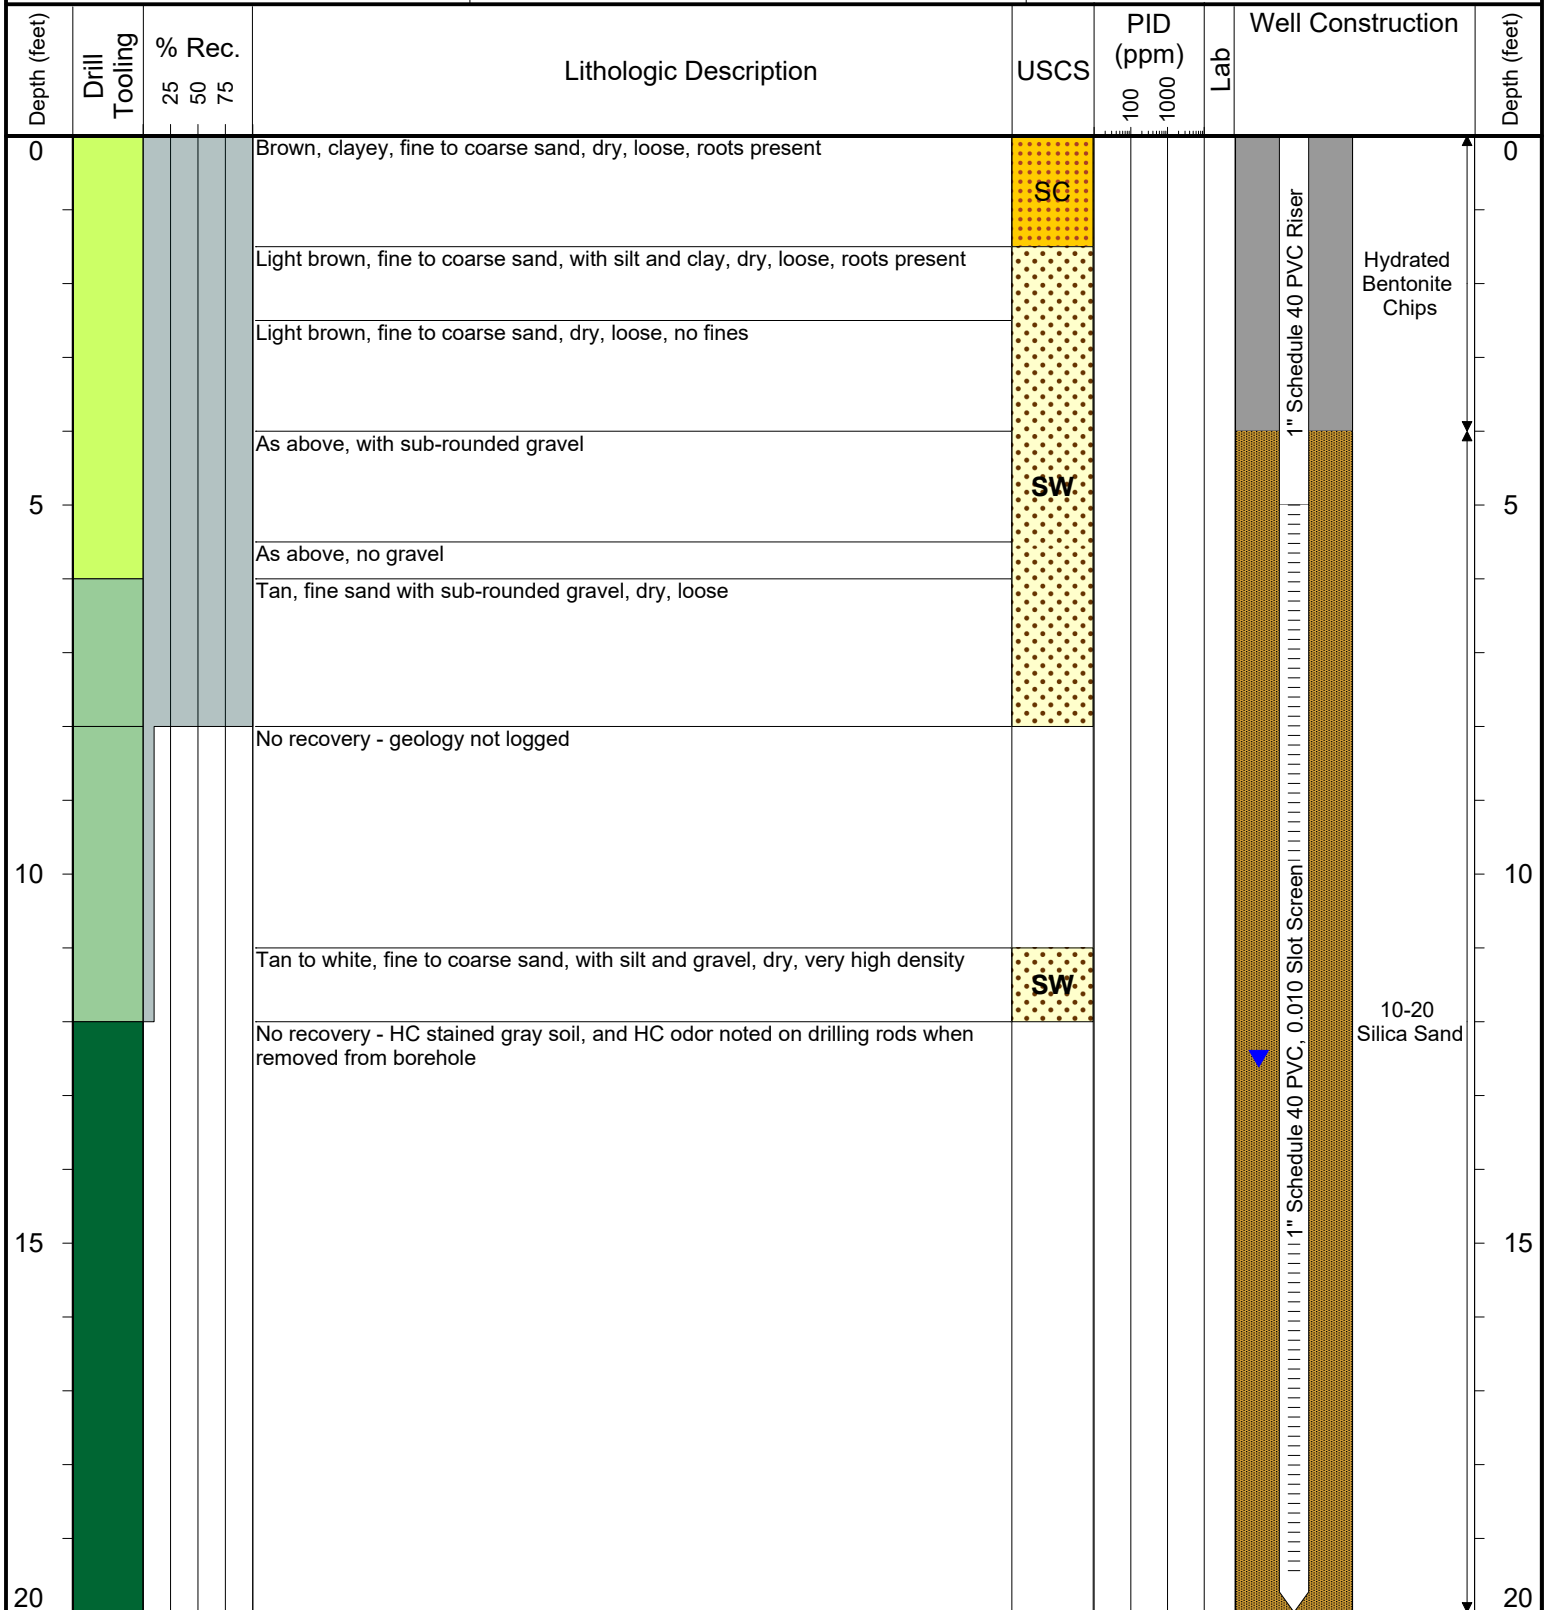 Depth (feet)
Drill
Tooling
% Rec.
25
50
75
Lithologic Description
USCS
PID
(ppm)
100
1000
Lab
Well Construction
Depth (feet)
0
Brown, clayey, fine to coarse sand, dry, loose, roots present
0
SC
Light brown, fine to coarse sand, with silt and clay, dry, loose, roots present
1" Schedule 40 PVC Riser
Hydrated
Bentonite
Chips
Light brown, fine to coarse sand, dry, loose, no fines
As above, with sub-rounded gravel
SW
5
5
As above, no gravel
Tan, fine sand with sub-rounded gravel, dry, loose
No recovery - geology not logged
10
10
Tan to white, fine to coarse sand, with silt and gravel, dry, very high density
SW
1" Schedule 40 PVC, 0.010 Slot Screen
10-20
Silica Sand
No recovery - HC stained gray soil, and HC odor noted on drilling rods when
removed from borehole
15
15
20
20